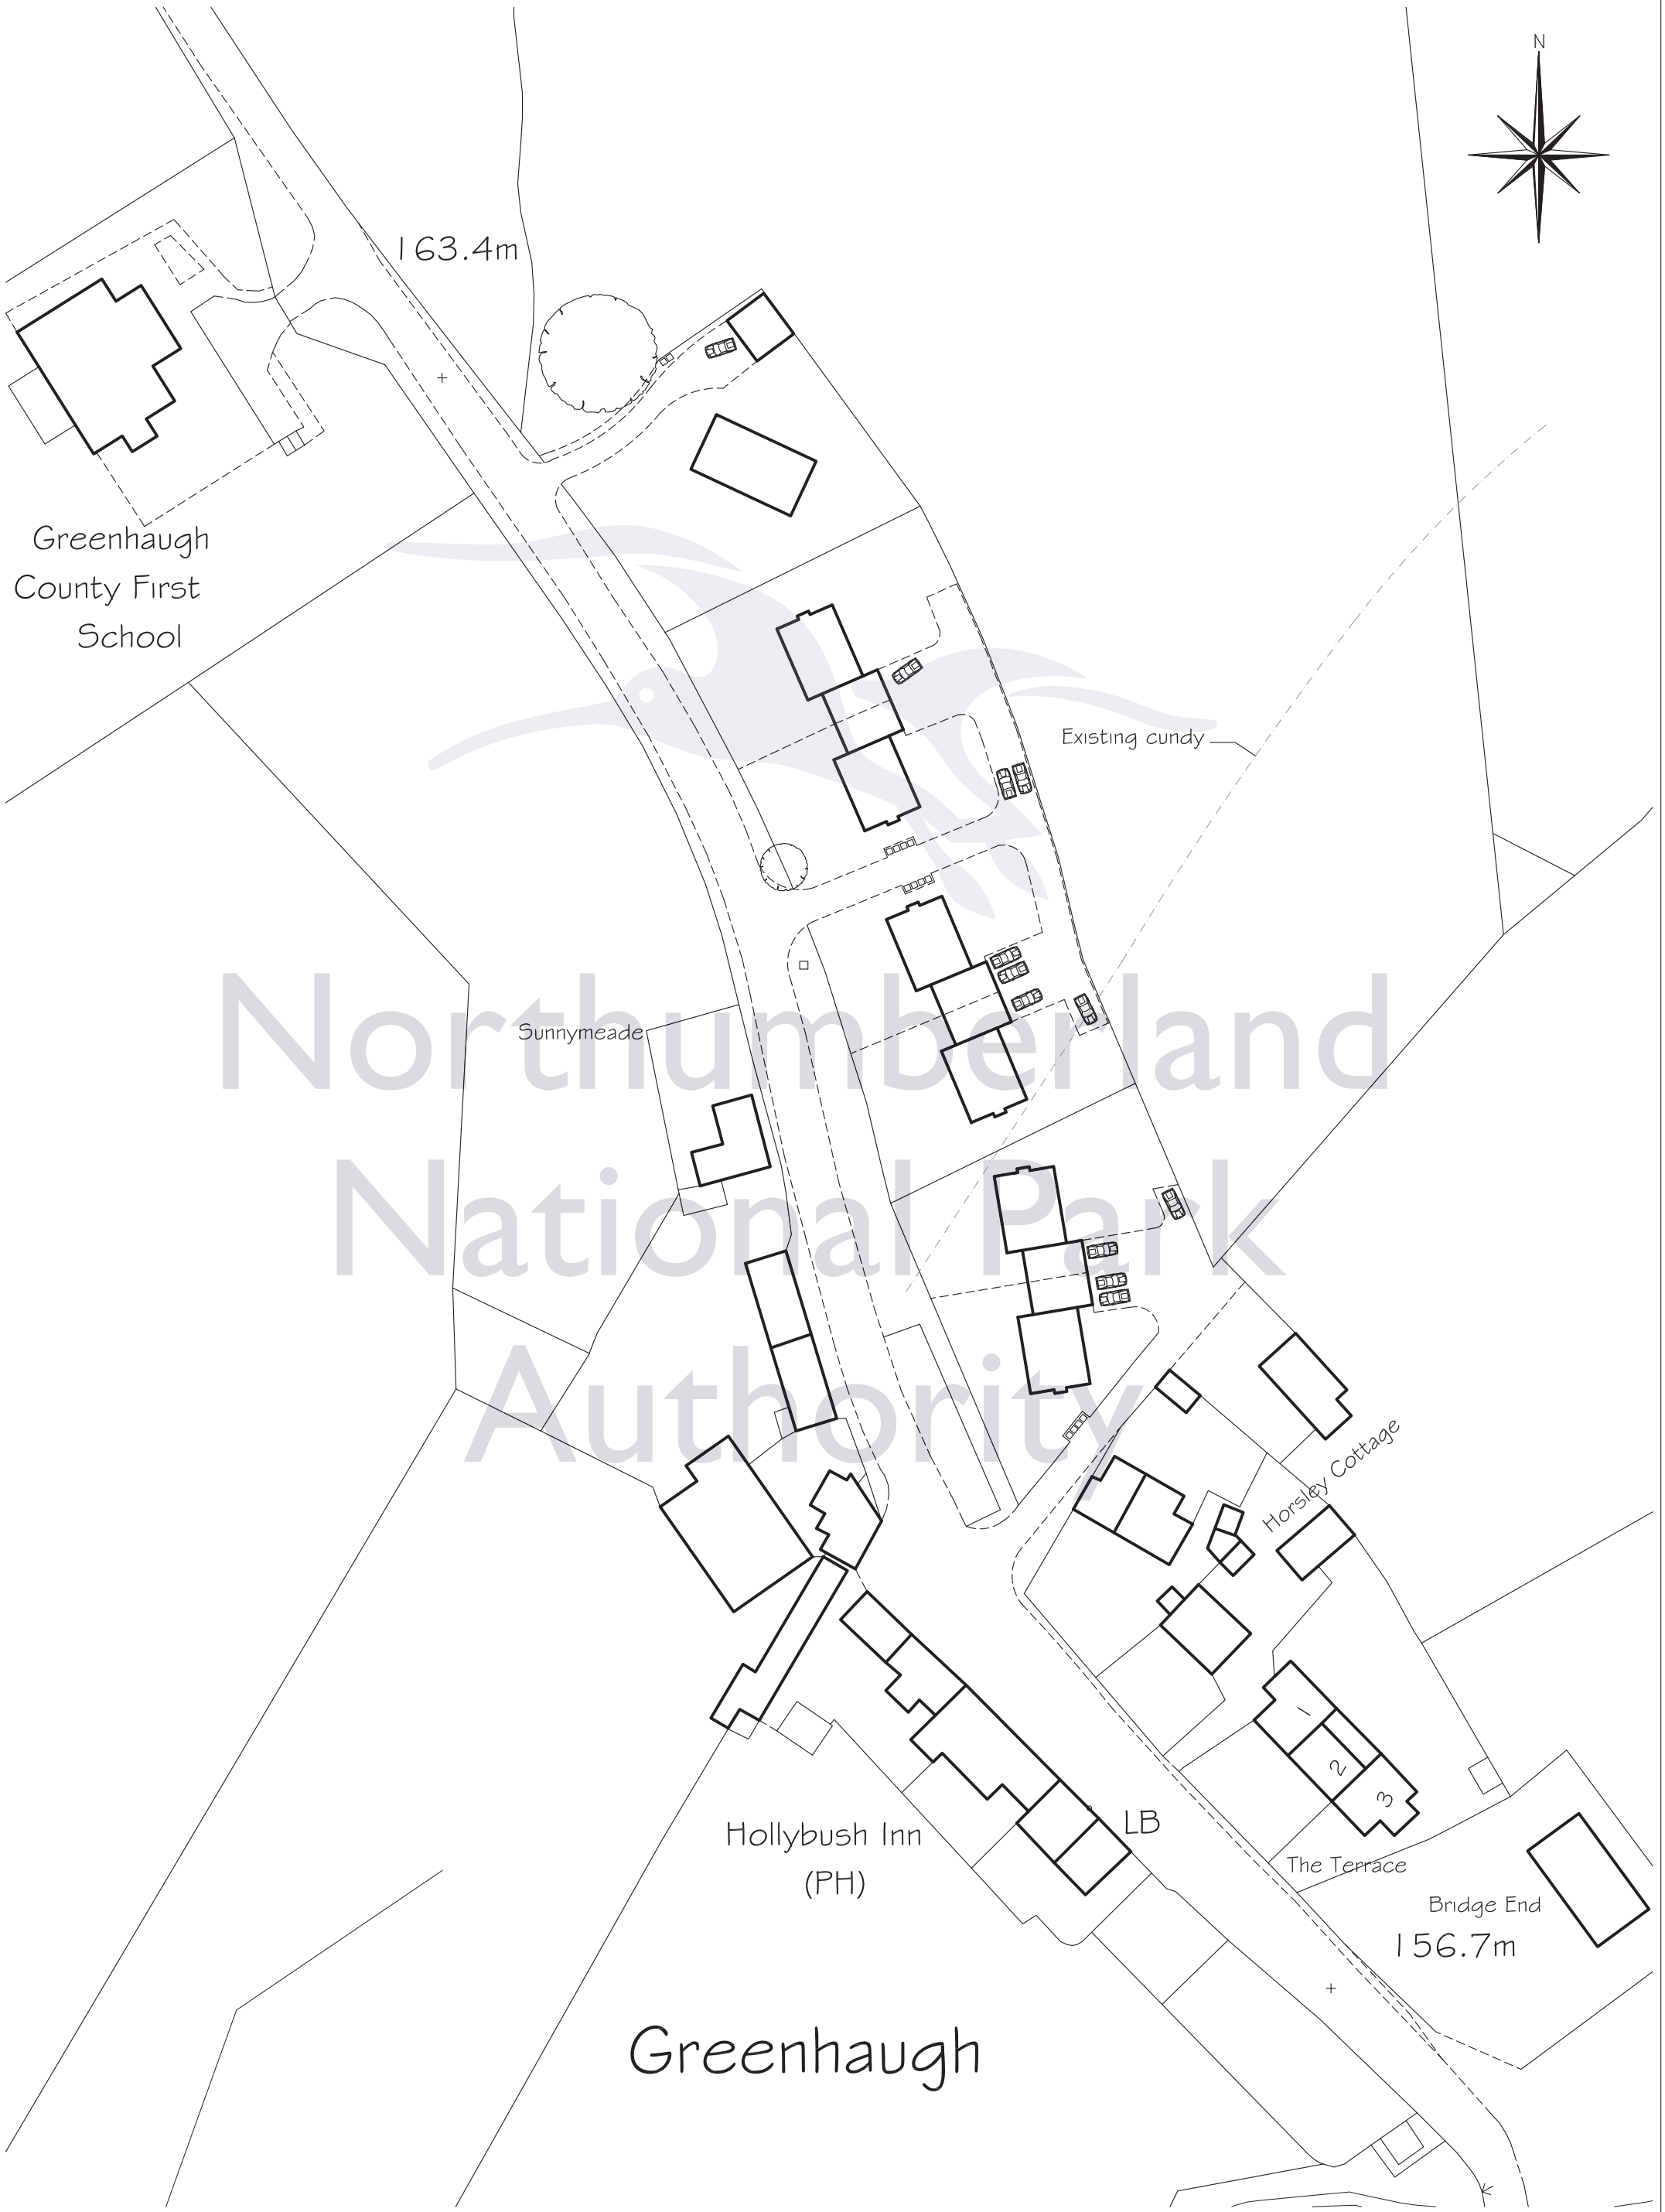 N
163.4m
Greenhaugh
County First
School
Existing cundy
Sunnymeade
Northumberland
National Park
Authority
Horsley Cottage
1
2
3
LB
Hollybush Inn
(PH)
The Terrace
Bridge End
156.7m
Greenhaugh